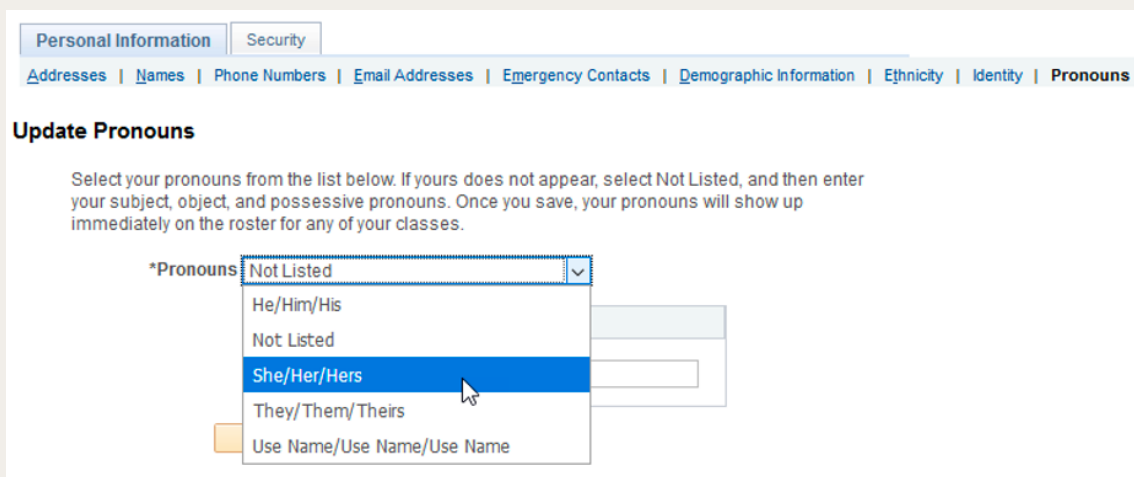 Personal Information Security
Addresses | Names | Phone Numbers | Email Addresses | Emergency Contacts | Demographic Information | Ethnicity | Identity | Pronouns
Update Pronouns
Select your pronouns from the list below. If yours does not appear, select Not Listed, and then enter
your subject, object, and possessive pronouns. Once you save, your pronouns will show up
immediately on the roster for any of your classes.
*Pronouns Not Listed
He/Him/His
Not Listed
She/Her/Hers
They/Them/Theirs
Use Name/Use Name/Use Name